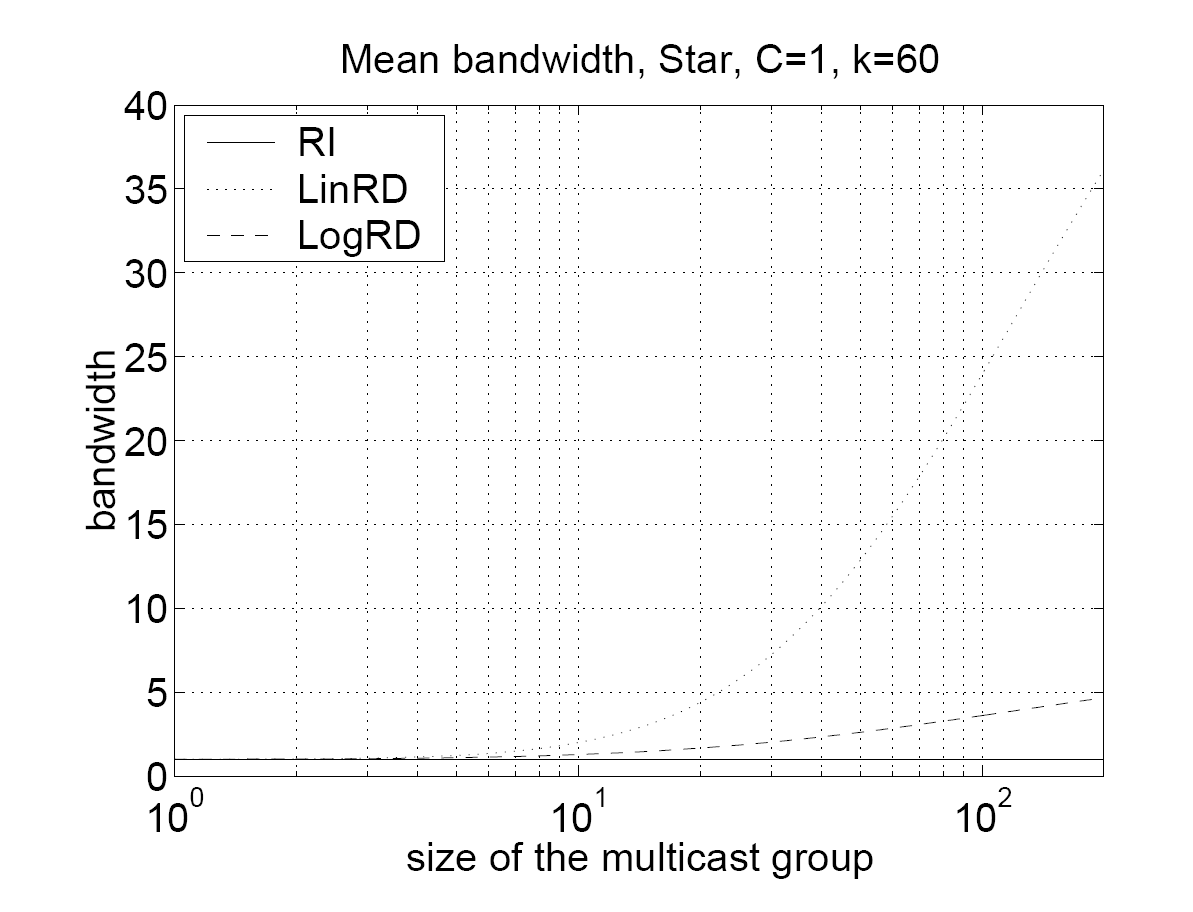 Mean bandwidth, Star, C=1, k=60
40
35
30
25
20
15
10
5
0
bandwidth
RI
LinRD
LogRD
10^0 10^1 10^2
size of the multicast group